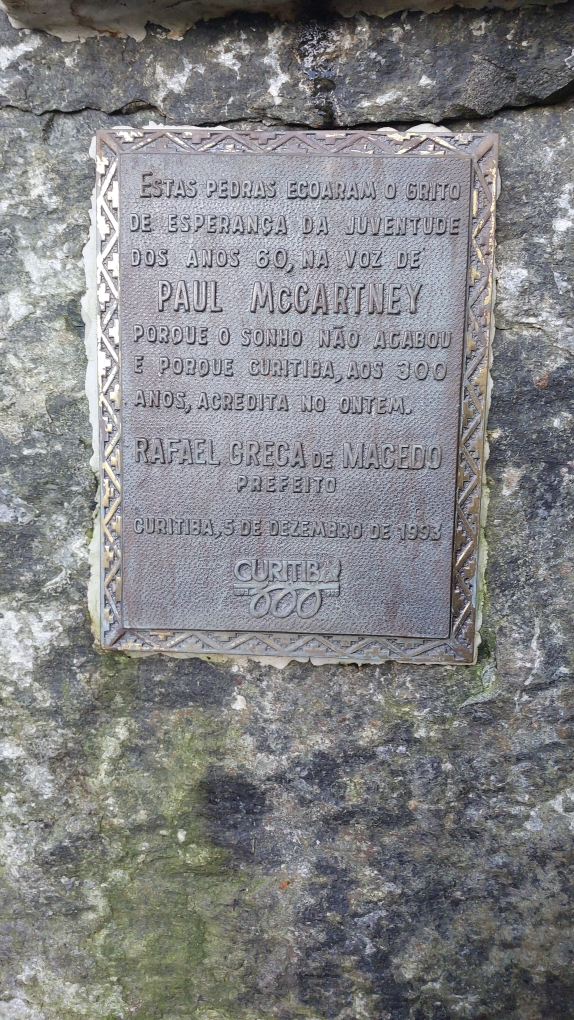 ESTAS PEDRAS ECOARAM O GRITO
DE ESPERANÇA DA JUVENTUDE
DOS ANOS 60, NA VOZ DE
PAUL McCARTNEY
PORQUE O SONHO NÃO ACABOU
E PORQUE CURITIBA, AOS 300
ANOS, ACREDITA NO ONTEM.
RAFAEL GRECA DE MACEDO
PREFEITO
CURITIBA, 5 DE DEZEMBRO DE 1993
CURITIBA